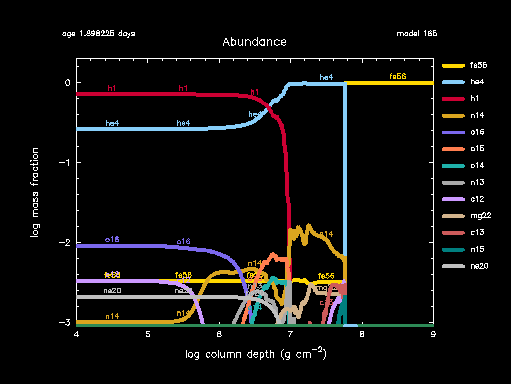 age 1.898225 days
model 165
Abundance
fe56
he4
h1
n14
o16
o15
o14
n13
c12
mg22
c13
n15
ne20
he4
fe56
h1
h1
h1
he4
he4
he4
n14
o16
o16
n14
fe56
fe56
ne20
n14
n14
0
−1
−2
−3
log mass fraction
4
5
6
7
8
9
log column depth (g cm−2)